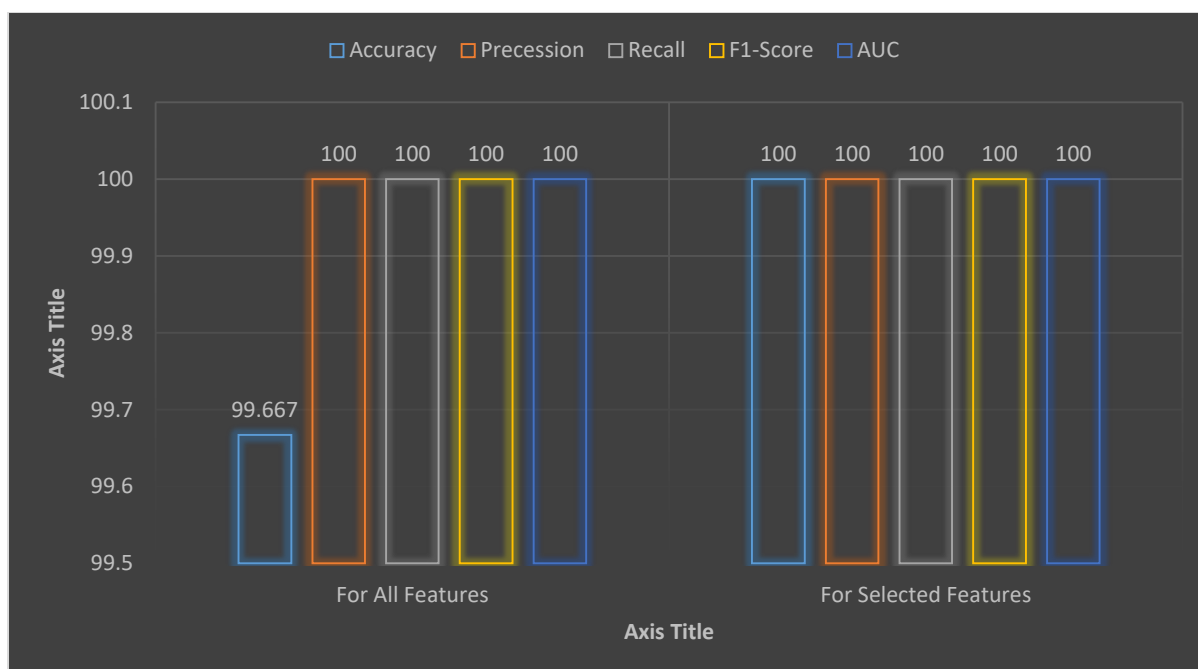 Accuracy Precession Recall F1-Score AUC
100.1
100 100 100 100 100 100 100 100 100
100
99.9
99.8
Axis Title
99.7
99.667
99.6
99.5
For All Features For Selected Features
Axis Title